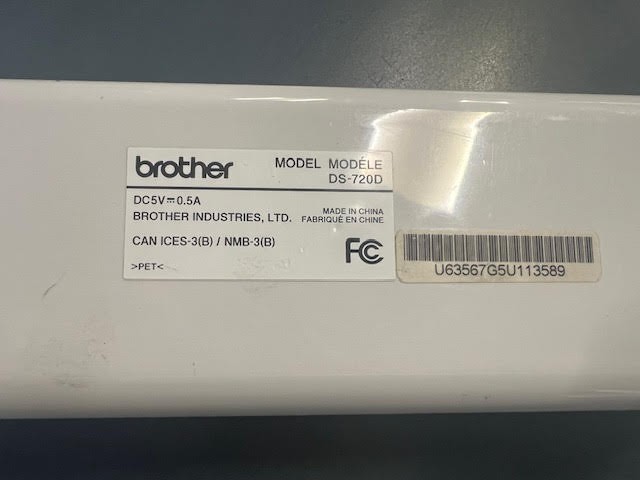 brother
MODEL MODÉLE
DS-720D
DC5V⎓0.5A
BROTHER INDUSTRIES, LTD.
MADE IN CHINA
FABRIQUÉ EN CHINE
CAN ICES-3(B) / NMB-3(B)
FC
>PET<
U63567G5U113589